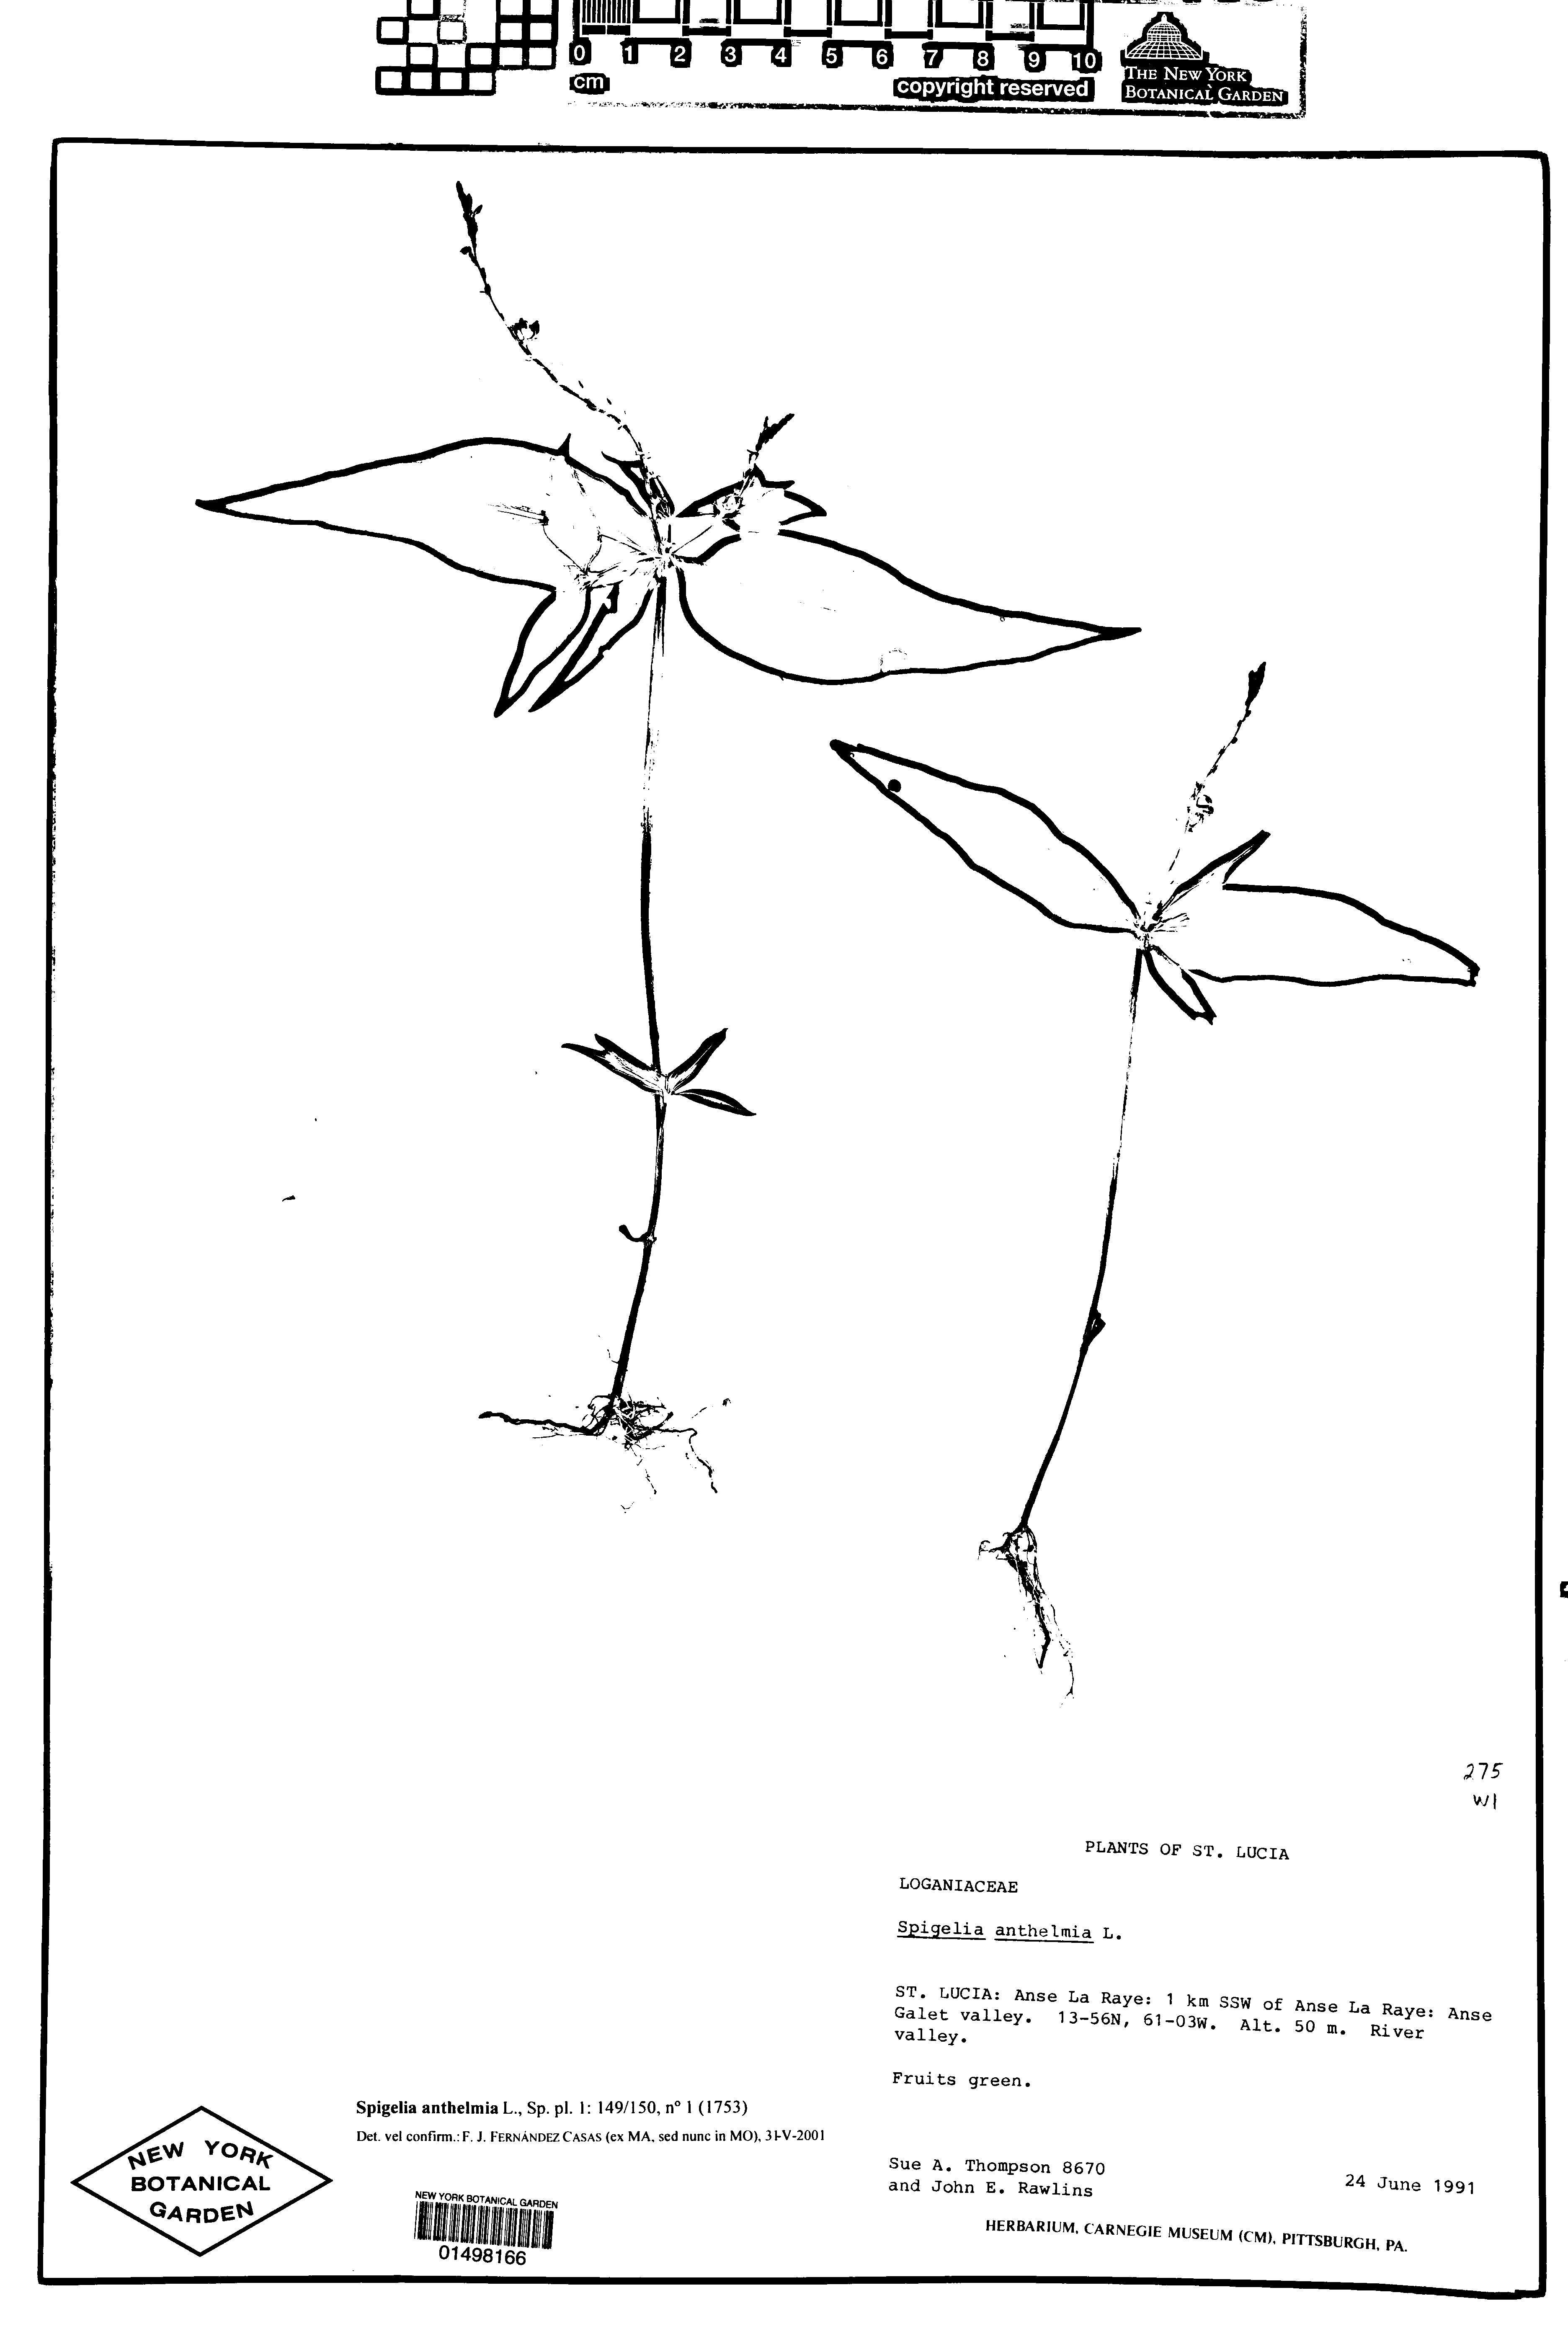 0 1 2 3 4 5 6 7 8 9 10
cm copyright reserved
THE NEW YORK
BOTANICAL GARDEN
275
WI
PLANTS OF ST. LUCIA
LOGANIACEAE
Spigelia anthelmia L.
ST. LUCIA: Anse La Raye: 1 km SSW of Anse La Raye: Anse
Galet valley. 13-56N, 61-03W. Alt. 50 m. River
valley.
Fruits green.
Spigelia anthelmia L., Sp. pl. 1: 149/150, nº 1 (1753)
Det. vel confirm.: F. J. FERNÁNDEZ CASAS (ex MA, sed nunc in MO), 31-V-2001
Sue A. Thompson 8670
and John E. Rawlins
24 June 1991
HERBARIUM, CARNEGIE MUSEUM (CM), PITTSBURGH, PA.
NEW YORK
BOTANICAL
GARDEN
NEW YORK BOTANICAL GARDEN
01498166